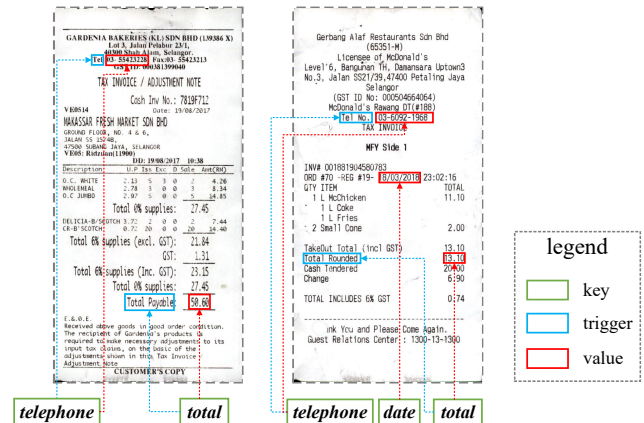 GARDENIA BAKERIES (KL) SDN BHD (139386 X)
Lot 3, Jalan Pelabur 23/1,
40300 Shah Alam, Selangor.
Tel 03- 55423228 Fax:03- 55423213
GST ID: 000381399040
TAX INVOICE / ADJUSTMENT NOTE
Cash Inv No.: 7819F712
VE0514 Date: 19/08/2017
MAKASSAR FRESH MARKET SDN BHD
GROUND FLOOR, NO. 4 & 6,
JALAN SS 15/4B,
47500 SUBANG JAYA, SELANGOR
VE05: Ridzuan(11900)
DD: 19/08/2017 10:38
Description: U.P Iss Exc D Sale Amt(RM)
O.C. WHITE 2.13 5 3 0 2 4.26
WHOLEMEAL 2.78 3 0 0 3 8.34
O.C JUMBO 2.97 5 0 0 5 14.85
Total 0% supplies: 27.45
DELICIA-B/SCOTCH 3.72 2 0 0 2 7.44
CR-B'SCOTCH: 0.72 20 0 0 20 14.40
Total 6% supplies (excl. GST): 21.84
GST: 1.31
Total 6% supplies (Inc. GST): 23.15
Total 0% supplies: 27.45
Total Payable: 50.60
E.&.O.E.
Received above goods in good order condition.
The recipient of Gardenia's products is
required to make necessary adjustments to its
input tax claims, on the basic of the
adjustments shown in this Tax Invoice
Adjustment Note
CUSTOMER'S COPY
telephone total
Gerbang Alaf Restaurants Sdn Bhd
(65351-M)
Licensee of McDonald's
Level'6, Bangunan TH, Damansara Uptown3
No.3, Jalan SS21/39,47400 Petaling Jaya
Selangor
(GST ID No: 000504664064)
McDonald's Rawang DT(#188)
Tel No. 03-6092-1968
TAX INVOICE
MFY Side 1
INV# 001881904580783
ORD #70 -REG #19- 18/03/2018 23:02:16
QTY ITEM TOTAL
1 L McChicken 11.10
1 L Coke
1 L Fries
2 Small Cone 2.00
TakeOut Total (incl GST) 13.10
Total Rounded 13.10
Cash Tendered 20.00
Change 6.90
TOTAL INCLUDES 6% GST 0.74
ink You and Please Come Again.
Guest Relations Center : 1300-13-1300
telephone date total
legend
key
trigger
value